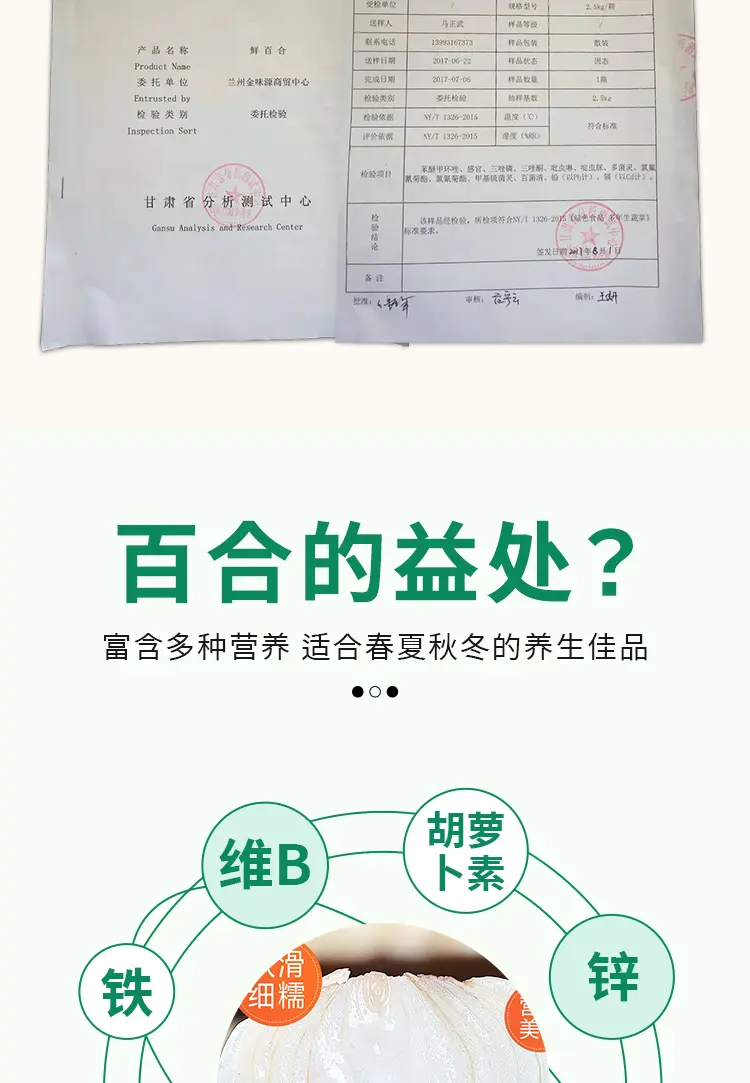 产品名称 鲜百合
Product Name
委托单位 兰州金味源商贸中心
Entrusted by
检验类别 委托检验
Inspection Sort
甘肃省分析测试中心
Gansu Analysis and Research Center
受检单位 / 规格型号 2.5kg/箱
送样人 马正武 样品等级 /
联系电话 13993167373 样品包装 散装
送样日期 2017-06-22 样品状态 固态
完成日期 2017-07-06 样品数量 1箱
检验类别 委托检验 抽样基数 2.5kg
检验依据 NY/T 1326-2015 温度(℃) 符合标准
评价依据 NY/T 1326-2015 湿度(%RH)
检验项目 苯醚甲环唑、感官、三唑磷、三唑酮、吡虫啉、啶虫脒、多菌灵、氯氟
氰菊酯、氯氰菊酯、甲基硫菌灵、百菌清、铅(以Pb计)、镉(以Cd计)。
检验结论 该样品经检验,所检项符合NY/T 1326-2015《绿色食品 多年生蔬菜》
标准要求。
签发日期 2017年8月1日
备注
批准: 审核: 编制:
百合的益处?
富含多种营养 适合春夏秋冬的养生佳品
维B
胡萝
卜素
铁
锌
滑
细糯
美